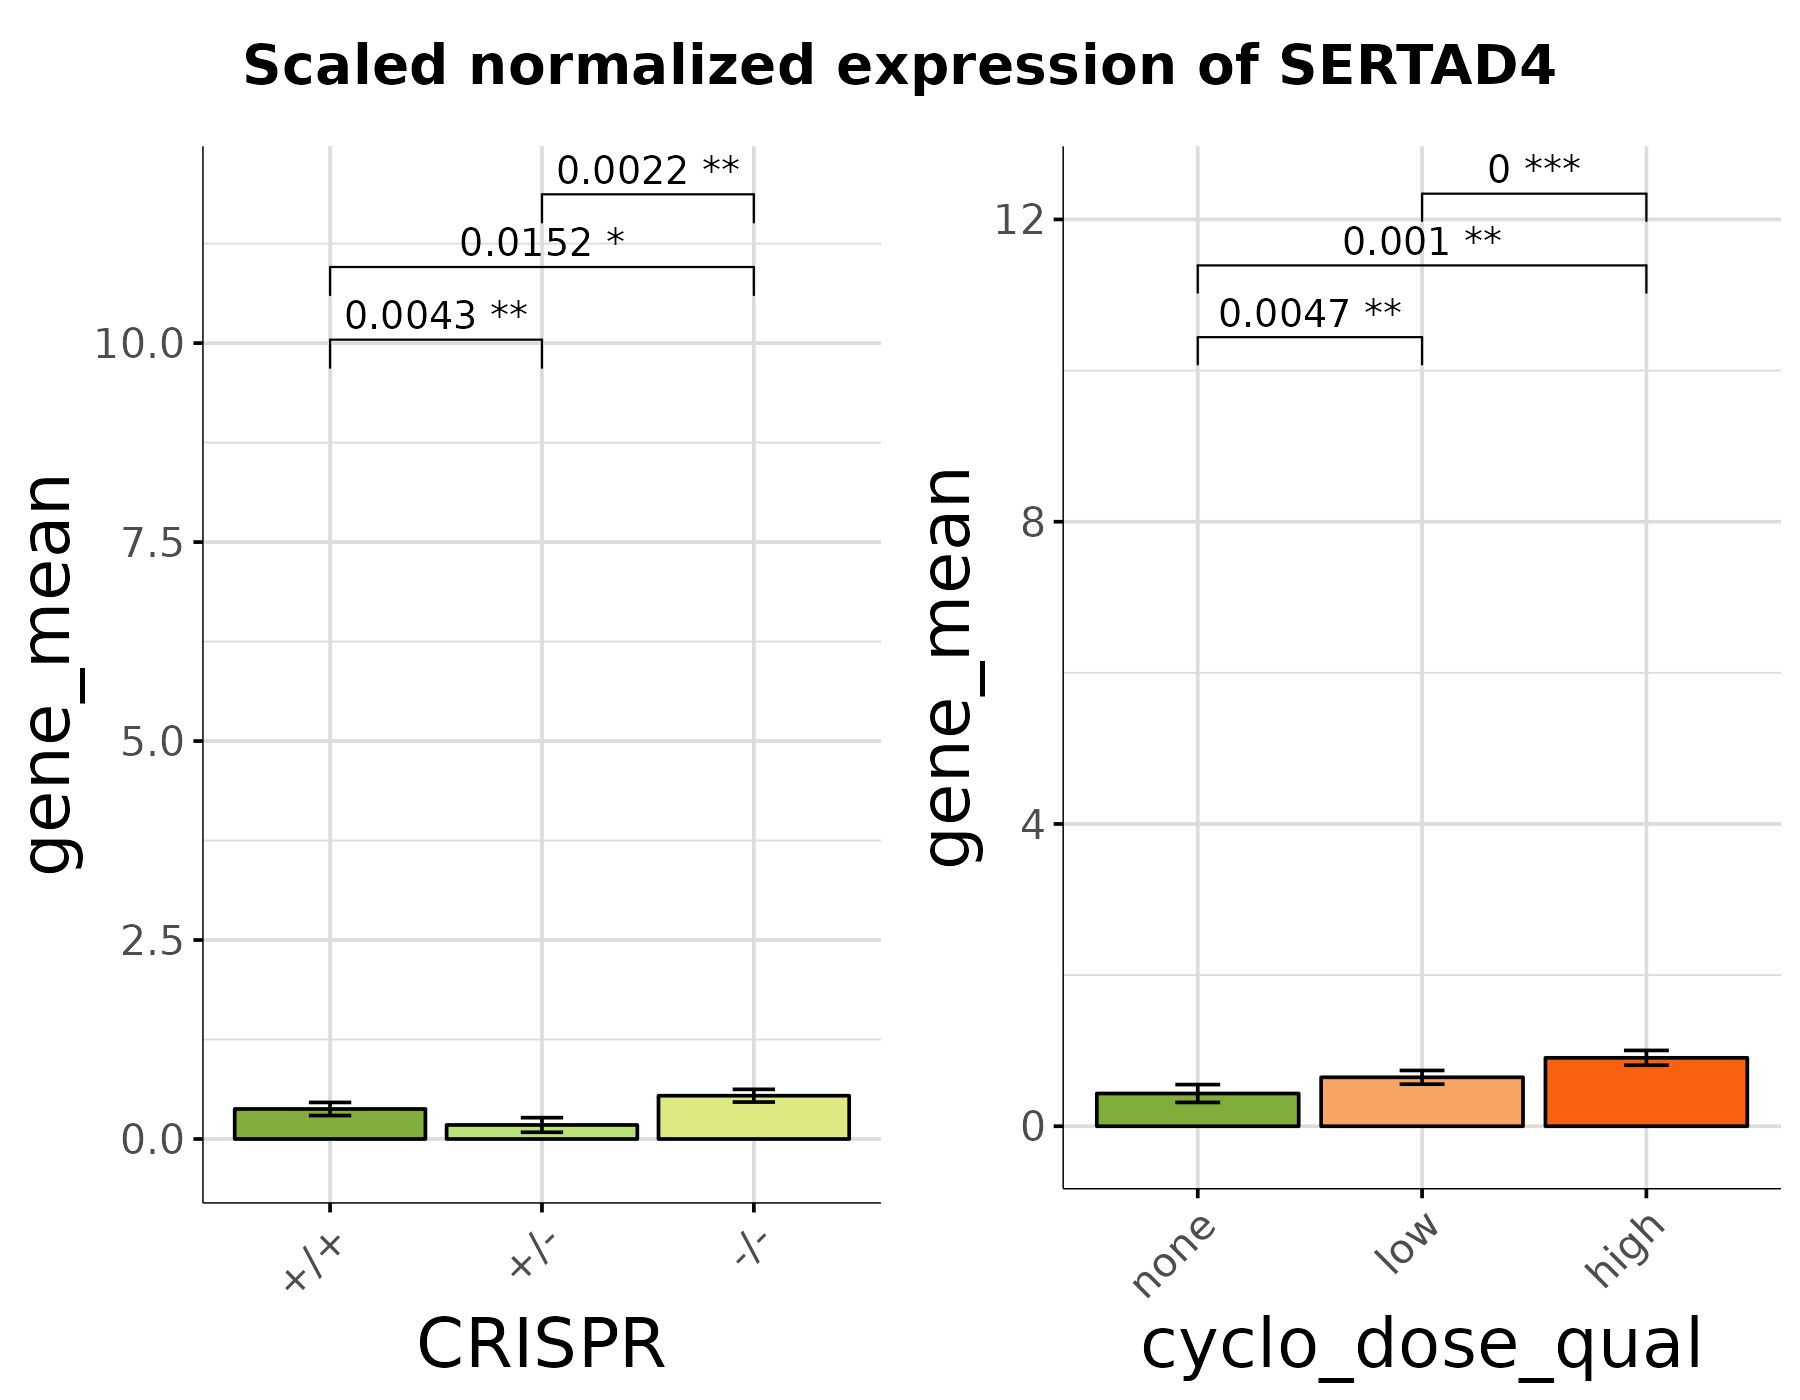 Scaled normalized expression of SERTAD4
gene_mean
10.0
7.5
5.0
2.5
0.0
0.0022 **
0.0152 *
0.0043 **
+/+
+/-
-/-
CRISPR
gene_mean
12
8
4
0
0 ***
0.001 **
0.0047 **
none
low
high
cyclo_dose_qual